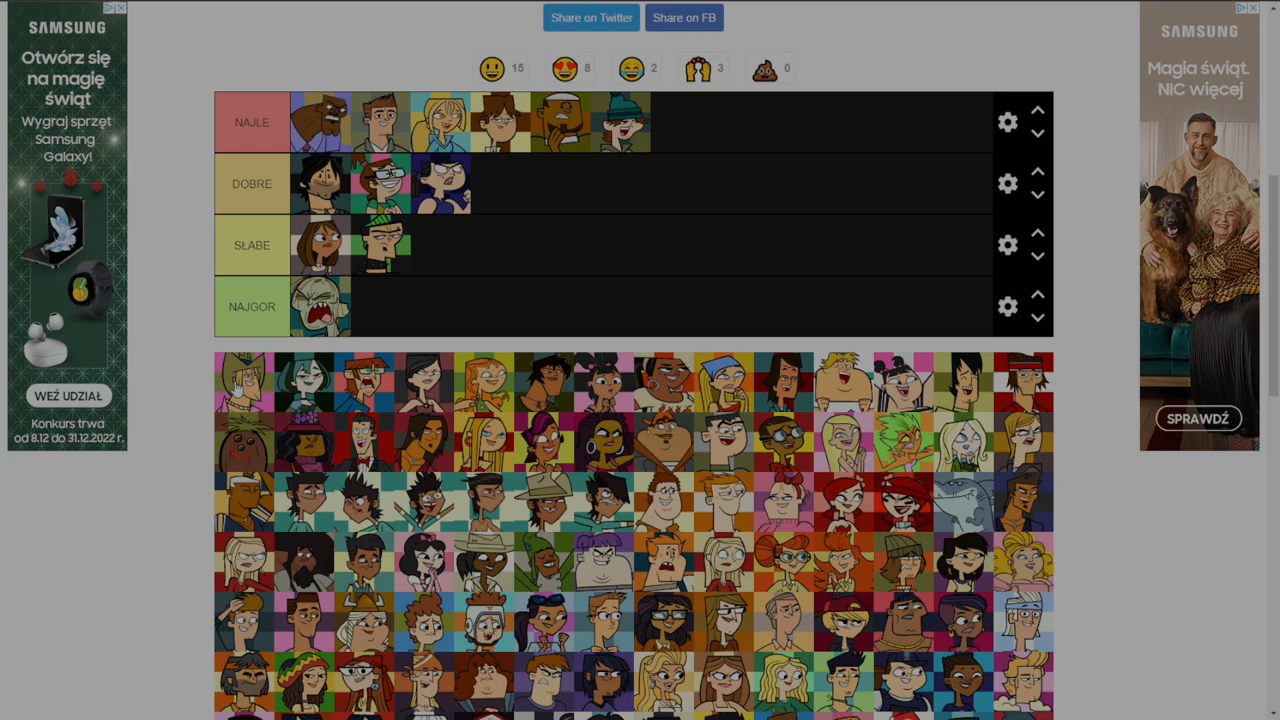 SAMSUNG
Otwórz się
na magię
świąt
Wygraj sprzęt
Samsung
Galaxy!
WEŹ UDZIAŁ
Konkurs trwa
od 8.12 do 31.12.2022 r.
Share on Twitter
Share on FB
15
8
2
3
0
NAJLE
DOBRE
SŁABE
NAJGOR
SAMSUNG
Magia świąt.
NIC więcej
SPRAWDŹ